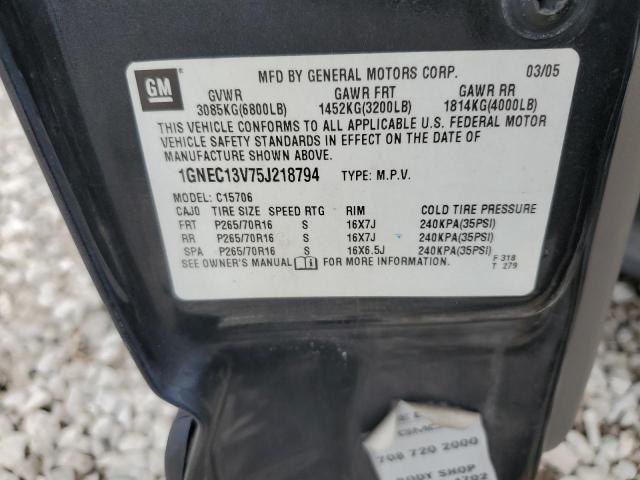 GM
MFD BY GENERAL MOTORS CORP. 03/05
GVWR GAWR FRT GAWR RR
3085KG(6800LB) 1452KG(3200LB) 1814KG(4000LB)
THIS VEHICLE CONFORMS TO ALL APPLICABLE U.S. FEDERAL MOTOR
VEHICLE SAFETY STANDARDS IN EFFECT ON THE DATE OF
MANUFACTURE SHOWN ABOVE.
1GNEC13V75J218794 TYPE: M.P.V.
MODEL: C15706
CAJO TIRE SIZE SPEED RTG RIM COLD TIRE PRESSURE
FRT P265/70R16 S 16X7J 240KPA(35PSI)
RR P265/70R16 S 16X7J 240KPA(35PSI)
SPA P265/70R16 S 16X6.5J 240KPA(35PSI)
SEE OWNER'S MANUAL FOR MORE INFORMATION.
F 318
T 279
708 720 2000
BODY SHOP